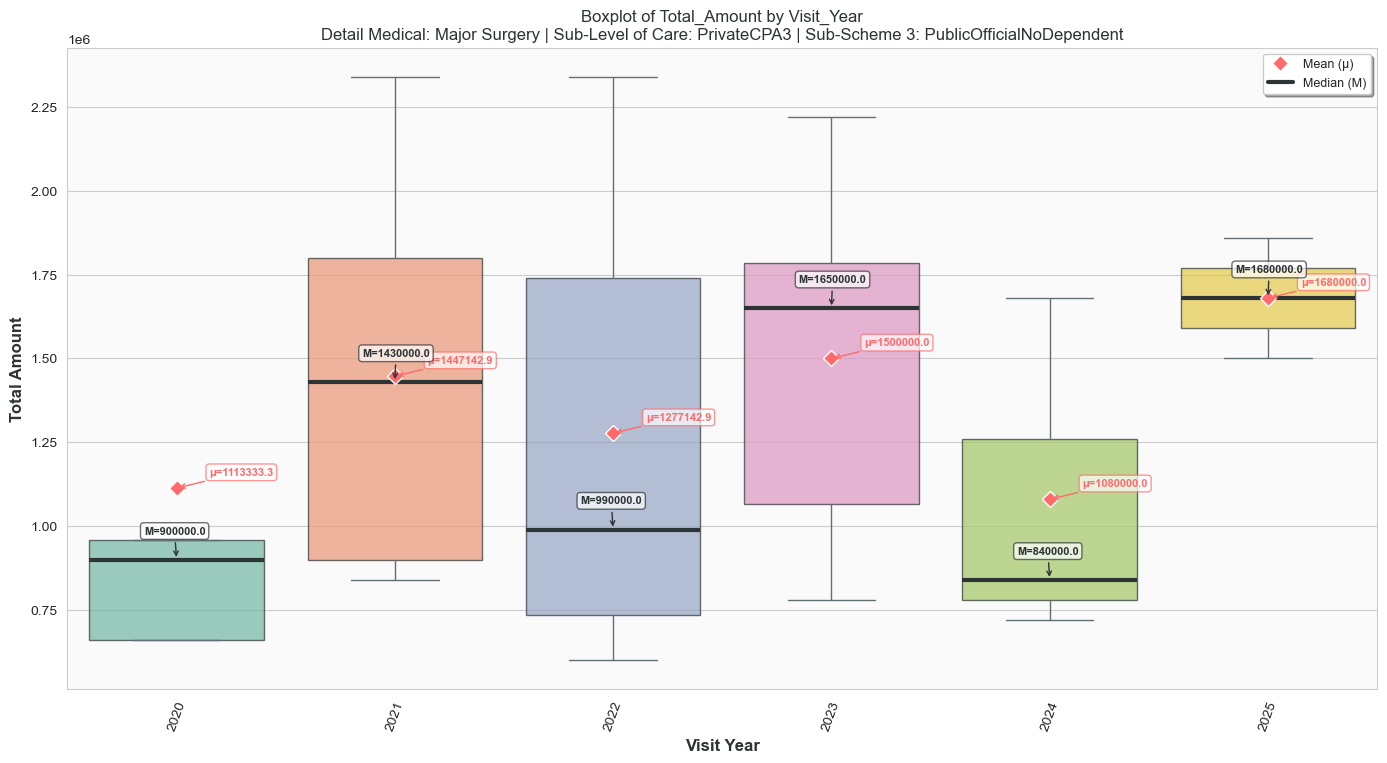 Boxplot of Total_Amount by Visit_Year
Detail Medical: Major Surgery | Sub-Level of Care: PrivateCPA3 | Sub-Scheme 3: PublicOfficialNoDependent
1e6
Mean (μ)
Median (M)
2.25
2.00
1.75
1.50
1.25
1.00
0.75
Total Amount
M=900000.0
μ=1113333.3
M=1430000.0
μ=1447142.9
M=990000.0
μ=1277142.9
M=1650000.0
μ=1500000.0
M=840000.0
μ=1080000.0
M=1680000.0
μ=1680000.0
2020
2021
2022
2023
2024
2025
Visit Year